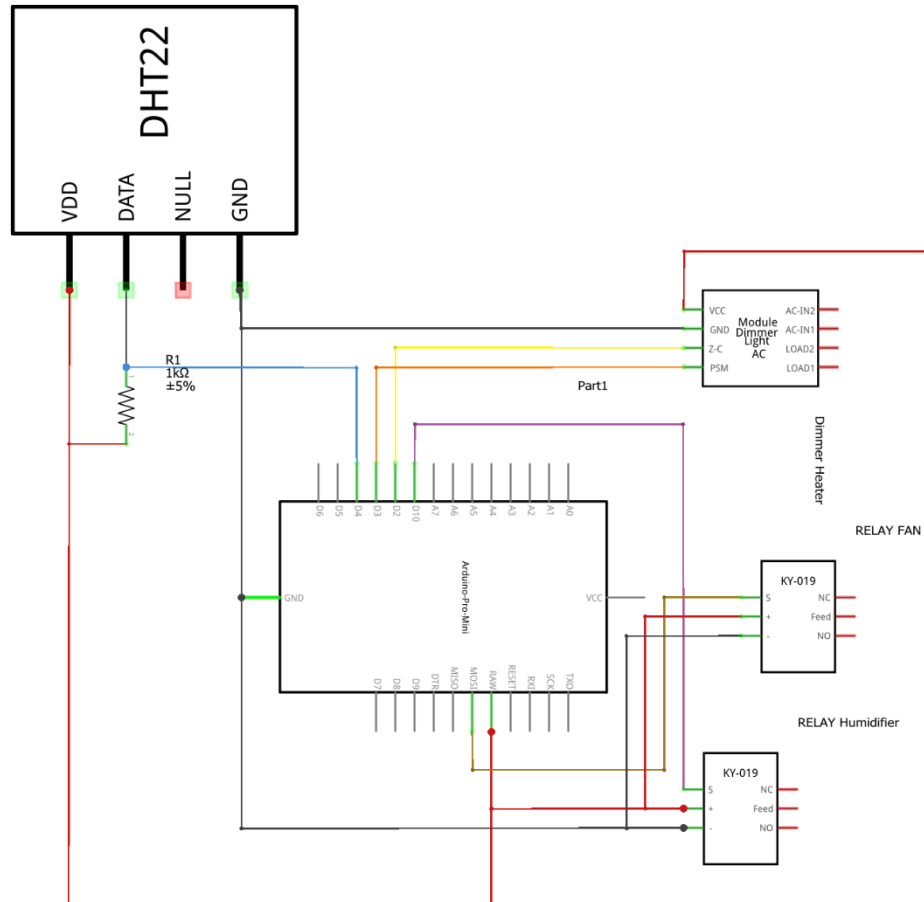 DHT22
VDD
DATA
NULL
GND
R1
1kΩ
±5%
1
2
VCC
GND
Z-C
PSM
Module
Dimmer
Light
AC
AC-IN2
AC-IN1
LOAD2
LOAD1
Part1
Dimmer Heater
D6
D5
D4
D3
D2
D10
A7
A6
A5
A4
A3
A2
A1
A0
GND
Arduino-Pro-Mini
VCC
D7
D8
D9
DTR
MISO
MOSI
RAW
RESET
RXI
SCK
TXO
RELAY FAN
KY-019
S
+
-
NC
Feed
NO
RELAY Humidifier
KY-019
S
+
-
NC
Feed
NO